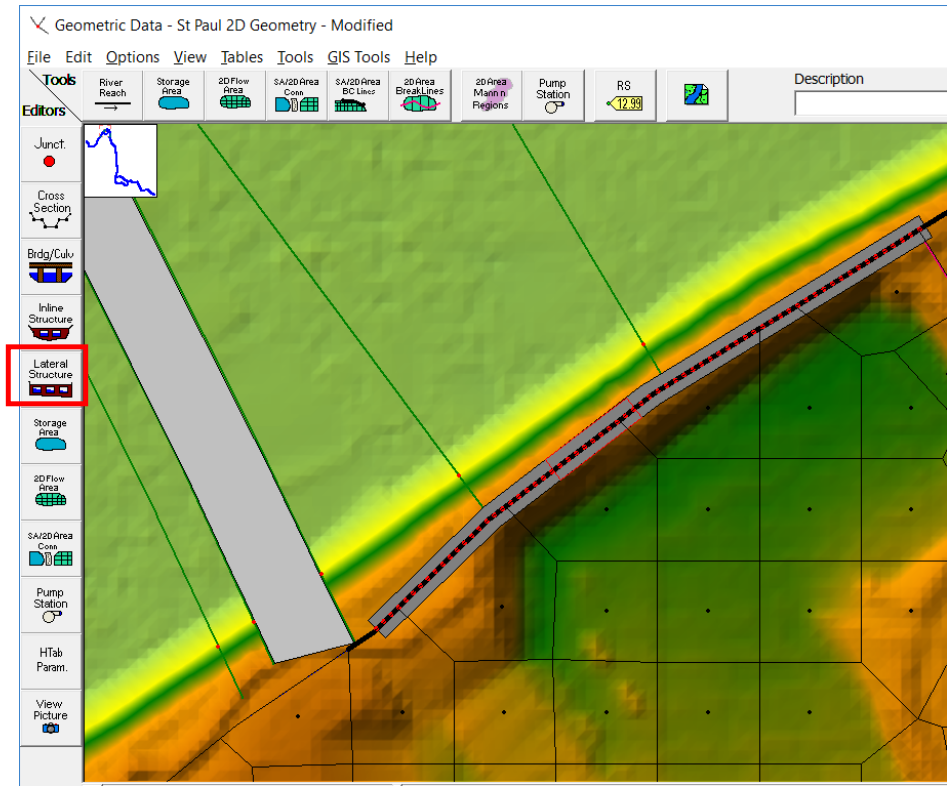 Geometric Data - St Paul 2D Geometry - Modified
File Edit Options View Tables Tools GIS Tools Help
Tools
Editors
River
Reach
Storage
Area
2D Flow
Area
SA/2D Area
Conn
SA/2D Area
BC Lines
2D Area
BreakLines
2D Area
Mann n
Regions
Pump
Station
RS
12.99
Description
Junct.
Cross
Section
Brdg/Culv
Inline
Structure
Lateral
Structure
Storage
Area
2D Flow
Area
SA/2D Area
Conn
Pump
Station
HTab
Param.
View
Picture